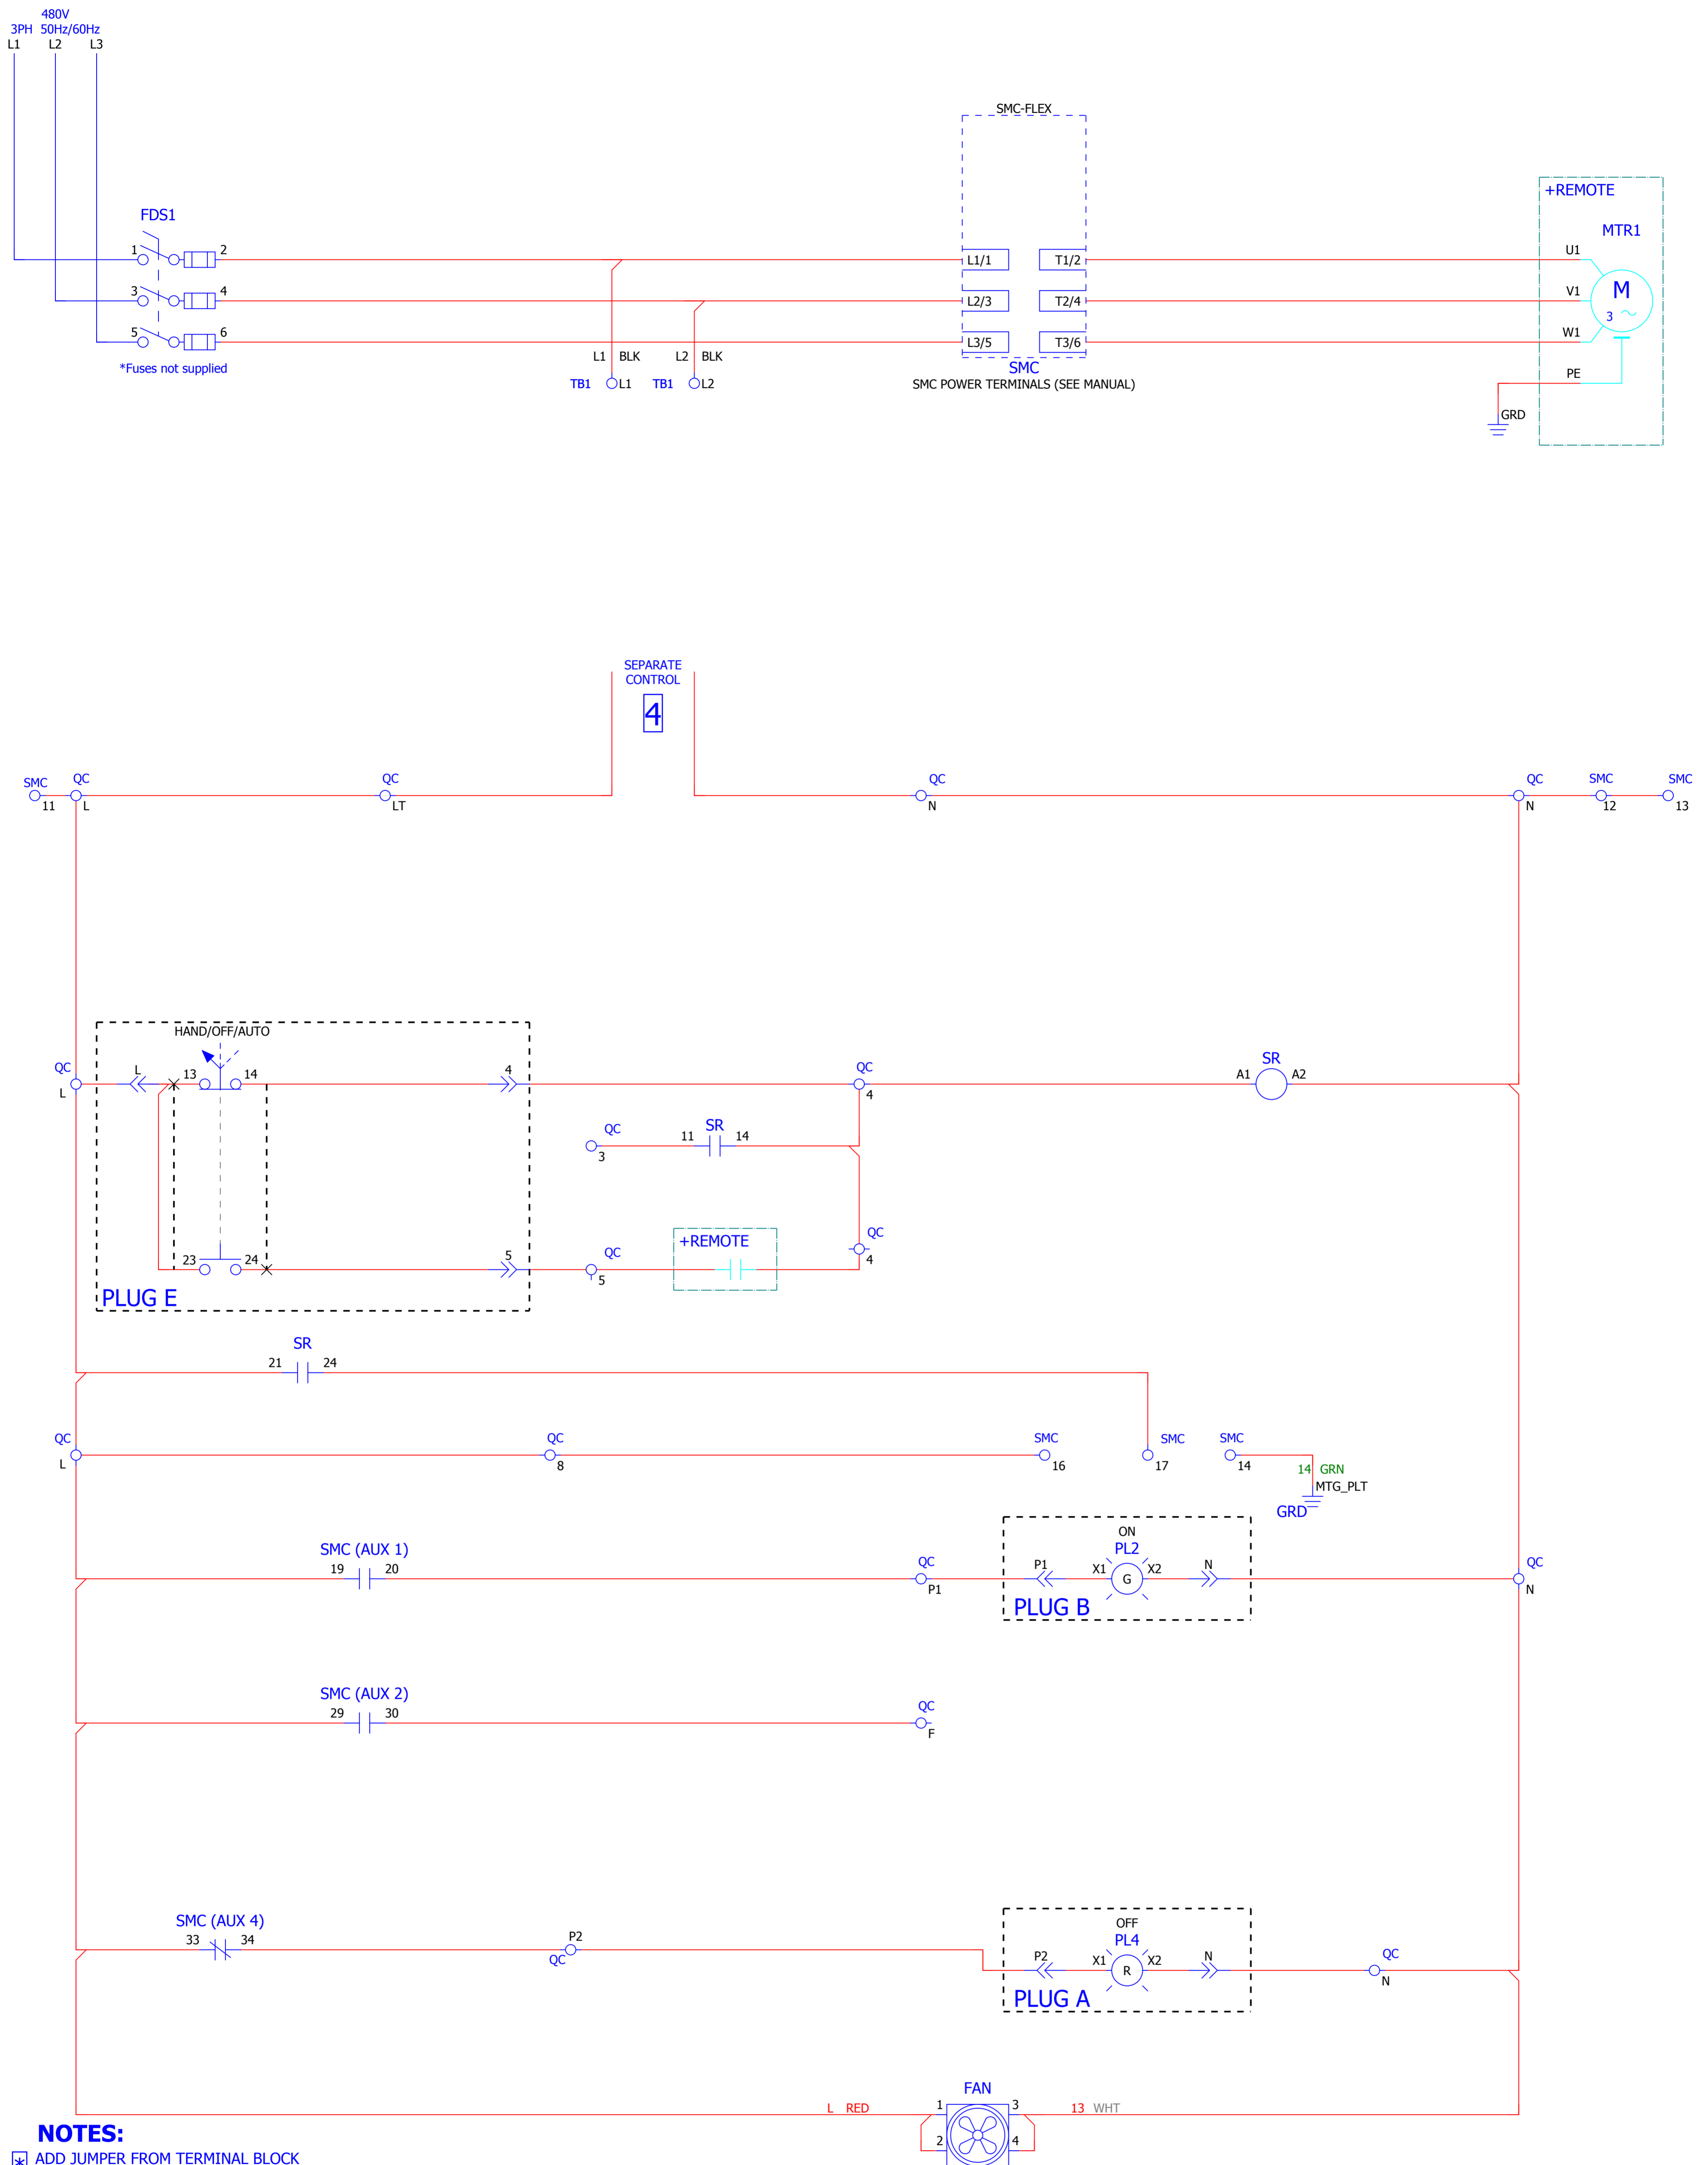 480V
3PH 50Hz/60Hz
L1 L2 L3
SMC-FLEX
+REMOTE
FDS1
MTR1
1 2 L1/1 T1/2 U1
3 4 L2/3 T2/4 V1 M
3
5 6 L3/5 T3/6 W1
*Fuses not supplied
L1 BLK L2 BLK
SMC
TB1 L1 TB1 L2
SMC POWER TERMINALS (SEE MANUAL)
PE
GRD
SEPARATE
CONTROL
4
SMC QC QC QC QC SMC SMC
11 L LT N N 12 13
HAND/OFF/AUTO
QC L 13 14 4 QC SR
L 4 A1 A2
QC 11 SR 14
3
QC
+REMOTE
4
23 24 5 QC
5
PLUG E
SR
21 24
QC QC SMC SMC SMC
L 8 16 17 14
14 GRN
MTG_PLT
GRD
ON
SMC (AUX 1) PL2
19 20 QC P1 X1 G X2 N QC
P1 N
PLUG B
SMC (AUX 2)
29 30 QC
F
SMC (AUX 4) OFF
33 34 P2 PL4
QC P2 X1 R X2 N QC
N
PLUG A
FAN
L RED 1 3 13 WHT
2 4
NOTES:
* ADD JUMPER FROM TERMINAL BLOCK